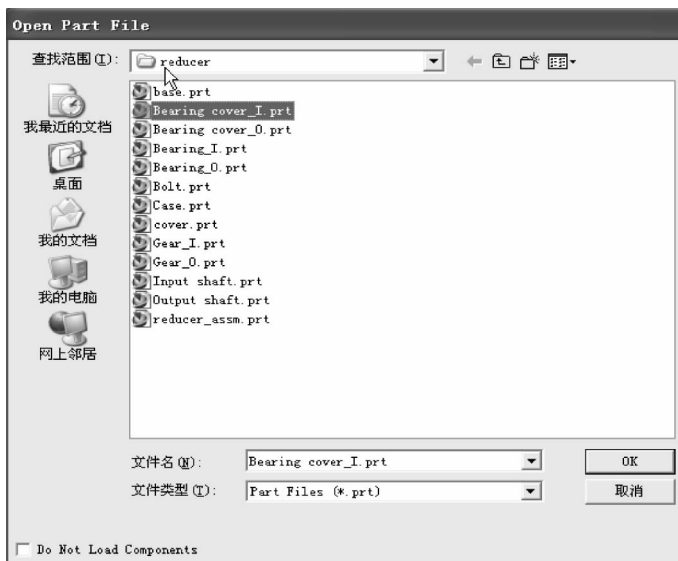 Open Part File
查找范围(I):
reducer
我最近的文档
桌面
我的文档
我的电脑
网上邻居
base.prt
Bearing cover_I.prt
Bearing cover_O.prt
Bearing_I.prt
Bearing_O.prt
Bolt.prt
Case.prt
cover.prt
Gear_I.prt
Gear_O.prt
Input shaft.prt
Output shaft.prt
reducer_assm.prt
文件名(N):
Bearing cover_I.prt
OK
文件类型(T):
Part Files (*.prt)
取消
Do Not Load Components